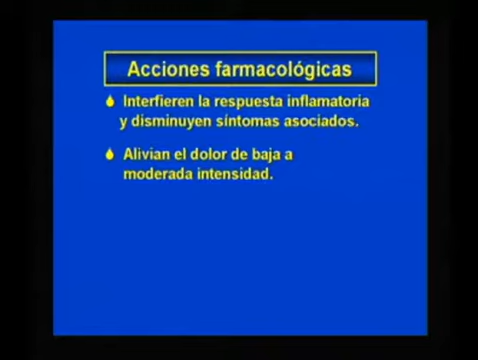 Acciones farmacológicas
Interfieren la respuesta inflamatoria
y disminuyen síntomas asociados.
Alivian el dolor de baja a
moderada intensidad.